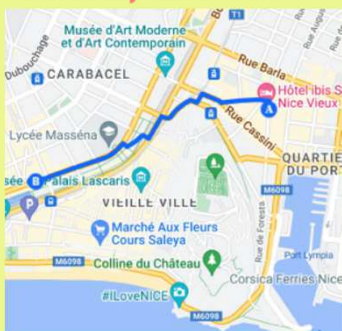 T1
Musée d'Art Moderne
et d'Art Contemporain
Dubouchage
CARABACEL
Rue Barla
Hôtel ibis S
Nice Vieux
A
Lycée Masséna
Rue Cassini
QUARTIE
DU PORT
sée
B
Palais Lascaris
M6098
P
VIEILLE VILLE
Marché Aux Fleurs
Cours Saleya
Rue de Foresta
M6098
Port Lympia
Colline du Château
Corsica Ferries Nice
#ILoveNICE
M6098